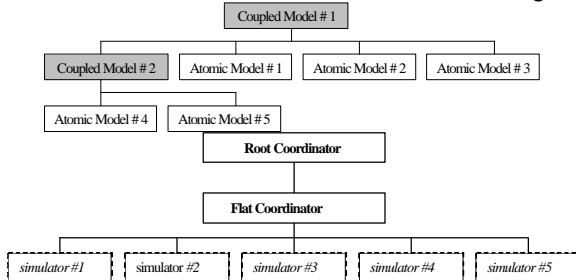 Coupled Model # 1
Coupled Model # 2
Atomic Model # 1
Atomic Model # 2
Atomic Model # 3
Atomic Model # 4
Atomic Model # 5
Root Coordinator
Flat Coordinator
simulator #1
simulator #2
simulator #3
simulator #4
simulator #5